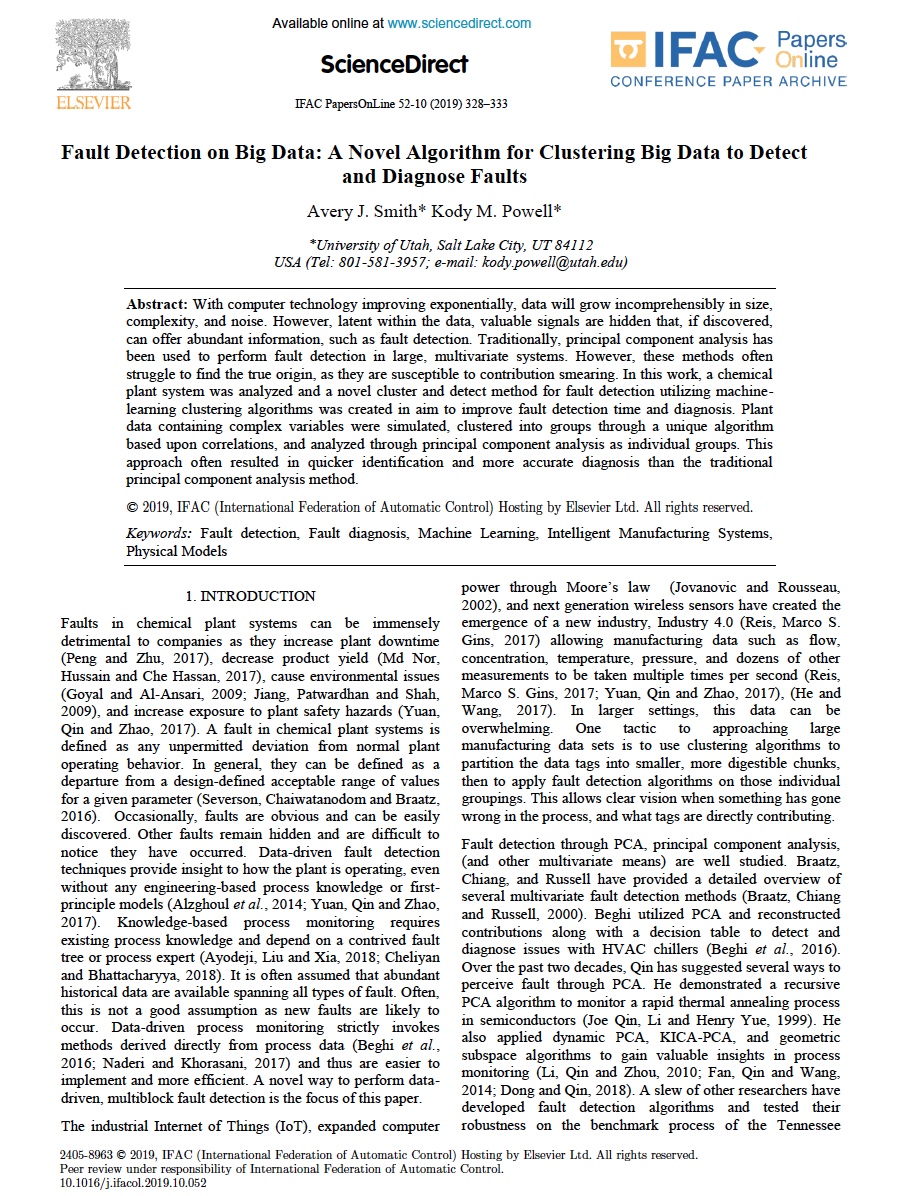 Available online at www.sciencedirect.com
ScienceDirect
IFAC PapersOnLine 52-10 (2019) 328–333
ELSEVIER
IFAC Papers
OnLine
CONFERENCE PAPER ARCHIVE
Fault Detection on Big Data: A Novel Algorithm for Clustering Big Data to Detect
and Diagnose Faults
Avery J. Smith* Kody M. Powell*
*University of Utah, Salt Lake City, UT 84112
USA (Tel: 801-581-3957; e-mail: kody.powell@utah.edu)
Abstract: With computer technology improving exponentially, data will grow incomprehensibly in size,
complexity, and noise. However, latent within the data, valuable signals are hidden that, if discovered,
can offer abundant information, such as fault detection. Traditionally, principal component analysis has
been used to perform fault detection in large, multivariate systems. However, these methods often
struggle to find the true origin, as they are susceptible to contribution smearing. In this work, a chemical
plant system was analyzed and a novel cluster and detect method for fault detection utilizing machine-
learning clustering algorithms was created in aim to improve fault detection time and diagnosis. Plant
data containing complex variables were simulated, clustered into groups through a unique algorithm
based upon correlations, and analyzed through principal component analysis as individual groups. This
approach often resulted in quicker identification and more accurate diagnosis than the traditional
principal component analysis method.
© 2019, IFAC (International Federation of Automatic Control) Hosting by Elsevier Ltd. All rights reserved.
Keywords: Fault detection, Fault diagnosis, Machine Learning, Intelligent Manufacturing Systems,
Physical Models
1. INTRODUCTION
Faults in chemical plant systems can be immensely
detrimental to companies as they increase plant downtime
(Peng and Zhu, 2017), decrease product yield (Md Nor,
Hussain and Che Hassan, 2017), cause environmental issues
(Goyal and Al-Ansari, 2009; Jiang, Patwardhan and Shah,
2009), and increase exposure to plant safety hazards (Yuan,
Qin and Zhao, 2017). A fault in chemical plant systems is
defined as any unpermitted deviation from normal plant
operating behavior. In general, they can be defined as a
departure from a design-defined acceptable range of values
for a given parameter (Severson, Chaiwatanodom and Braatz,
2016). Occasionally, faults are obvious and can be easily
discovered. Other faults remain hidden and are difficult to
notice they have occurred. Data-driven fault detection
techniques provide insight to how the plant is operating, even
without any engineering-based process knowledge or first-
principle models (Alzghoul et al., 2014; Yuan, Qin and Zhao,
2017). Knowledge-based process monitoring requires
existing process knowledge and depend on a contrived fault
tree or process expert (Ayodeji, Liu and Xia, 2018; Cheliyan
and Bhattacharyya, 2018). It is often assumed that abundant
historical data are available spanning all types of fault. Often,
this is not a good assumption as new faults are likely to
occur. Data-driven process monitoring strictly invokes
methods derived directly from process data (Beghi et al.,
2016; Naderi and Khorasani, 2017) and thus are easier to
implement and more efficient. A novel way to perform data-
driven, multiblock fault detection is the focus of this paper.
The industrial Internet of Things (IoT), expanded computer
power through Moore's law (Jovanovic and Rousseau,
2002), and next generation wireless sensors have created the
emergence of a new industry, Industry 4.0 (Reis, Marco S.
Gins, 2017) allowing manufacturing data such as flow,
concentration, temperature, pressure, and dozens of other
measurements to be taken multiple times per second (Reis,
Marco S. Gins, 2017; Yuan, Qin and Zhao, 2017), (He and
Wang, 2017). In larger settings, this data can be
overwhelming. One tactic to approaching large
manufacturing data sets is to use clustering algorithms to
partition the data tags into smaller, more digestible chunks,
then to apply fault detection algorithms on those individual
groupings. This allows clear vision when something has gone
wrong in the process, and what tags are directly contributing.
Fault detection through PCA, principal component analysis,
(and other multivariate means) are well studied. Braatz,
Chiang, and Russell have provided a detailed overview of
several multivariate fault detection methods (Braatz, Chiang
and Russell, 2000). Beghi utilized PCA and reconstructed
contributions along with a decision table to detect and
diagnose issues with HVAC chillers (Beghi et al., 2016).
Over the past two decades, Qin has suggested several ways to
perceive fault through PCA. He demonstrated a recursive
PCA algorithm to monitor a rapid thermal annealing process
in semiconductors (Joe Qin, Li and Henry Yue, 1999). He
also applied dynamic PCA, KICA-PCA, and geometric
subspace algorithms to gain valuable insights in process
monitoring (Li, Qin and Zhou, 2010; Fan, Qin and Wang,
2014; Dong and Qin, 2018). A slew of other researchers have
developed fault detection algorithms and tested their
robustness on the benchmark process of the Tennessee
2405-8963 © 2019, IFAC (International Federation of Automatic Control) Hosting by Elsevier Ltd. All rights reserved.
Peer review under responsibility of International Federation of Automatic Control.
10.1016/j.ifacol.2019.10.052